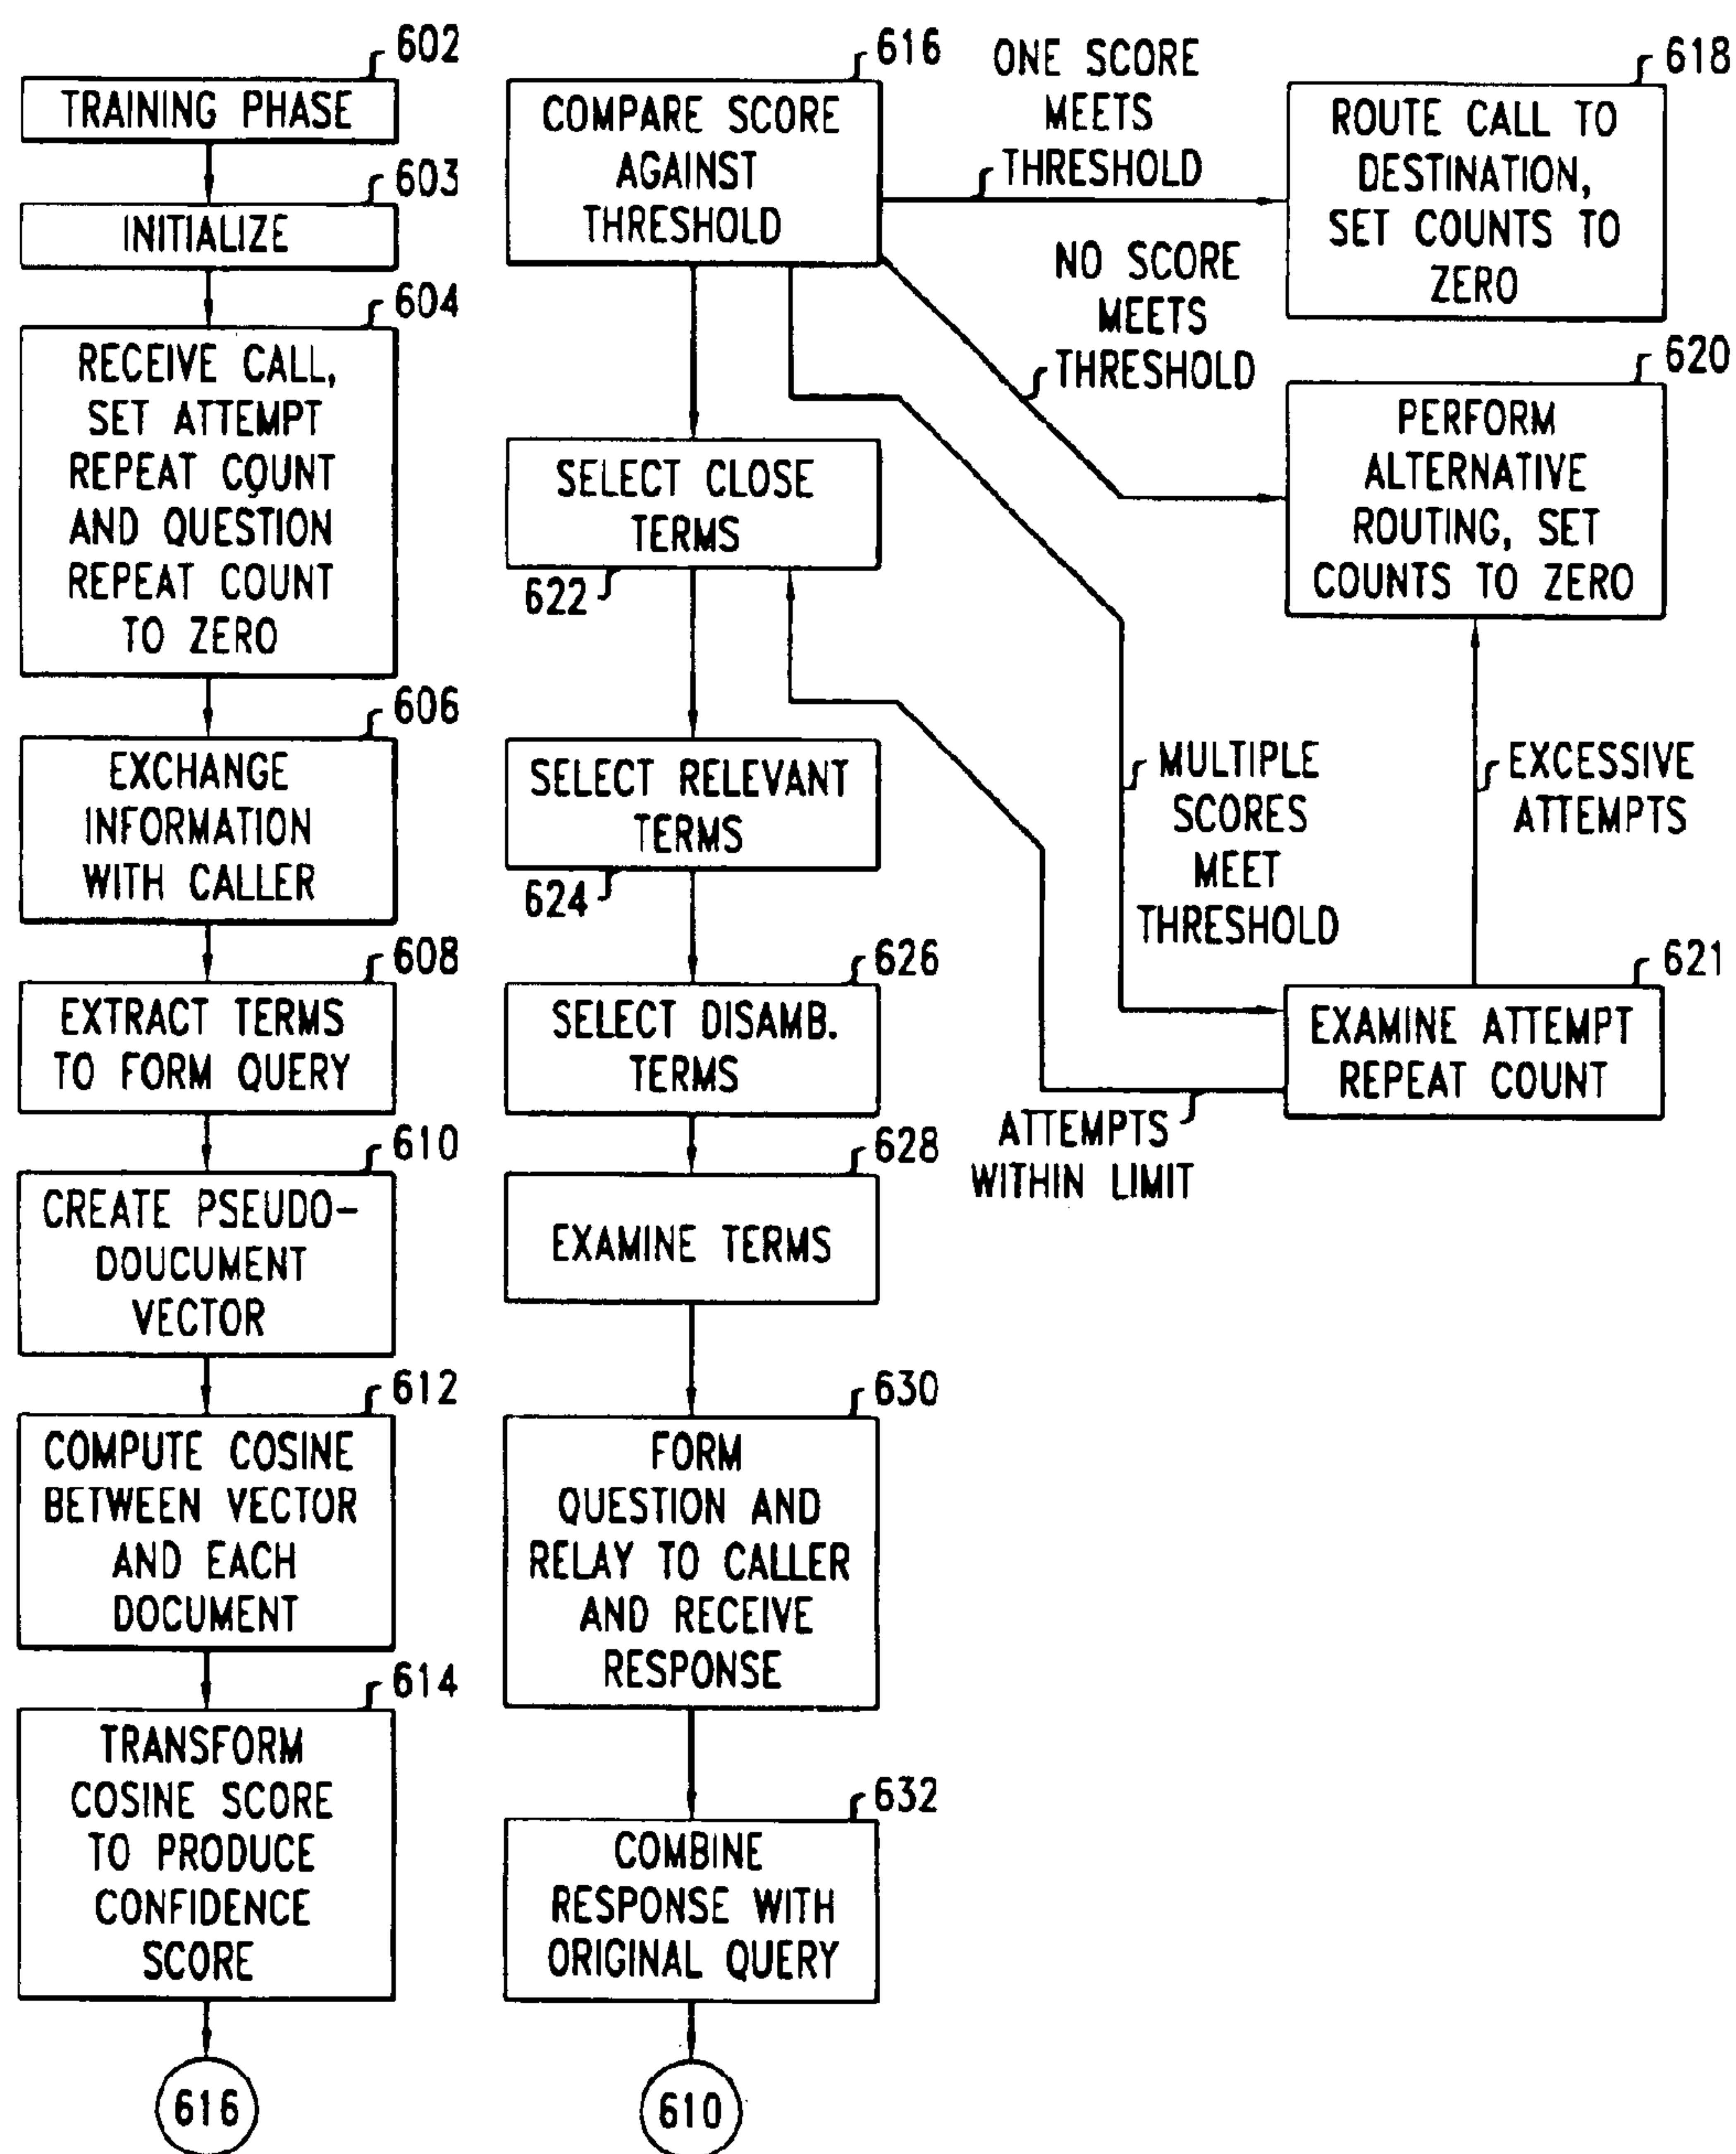 602
TRAINING PHASE
603
INITIALIZE
604
RECEIVE CALL,
SET ATTEMPT
REPEAT COUNT
AND QUESTION
REPEAT COUNT
TO ZERO
606
EXCHANGE
INFORMATION
WITH CALLER
608
EXTRACT TERMS
TO FORM QUERY
610
CREATE PSEUDO-
DOUCUMENT
VECTOR
612
COMPUTE COSINE
BETWEEN VECTOR
AND EACH
DOCUMENT
614
TRANSFORM
COSINE SCORE
TO PRODUCE
CONFIDENCE
SCORE
616
616
COMPARE SCORE
AGAINST
THRESHOLD
SELECT CLOSE
TERMS
622
SELECT RELEVANT
TERMS
624
626
SELECT DISAMB.
TERMS
628
EXAMINE TERMS
630
FORM
QUESTION AND
RELAY TO CALLER
AND RECEIVE
RESPONSE
632
COMBINE
RESPONSE WITH
ORIGINAL QUERY
610
ONE SCORE
MEETS
THRESHOLD
618
ROUTE CALL TO
DESTINATION,
SET COUNTS TO
ZERO
NO SCORE
MEETS
THRESHOLD
620
PERFORM
ALTERNATIVE
ROUTING, SET
COUNTS TO ZERO
MULTIPLE
SCORES
MEET
THRESHOLD
EXCESSIVE
ATTEMPTS
621
EXAMINE ATTEMPT
REPEAT COUNT
ATTEMPTS
WITHIN LIMIT